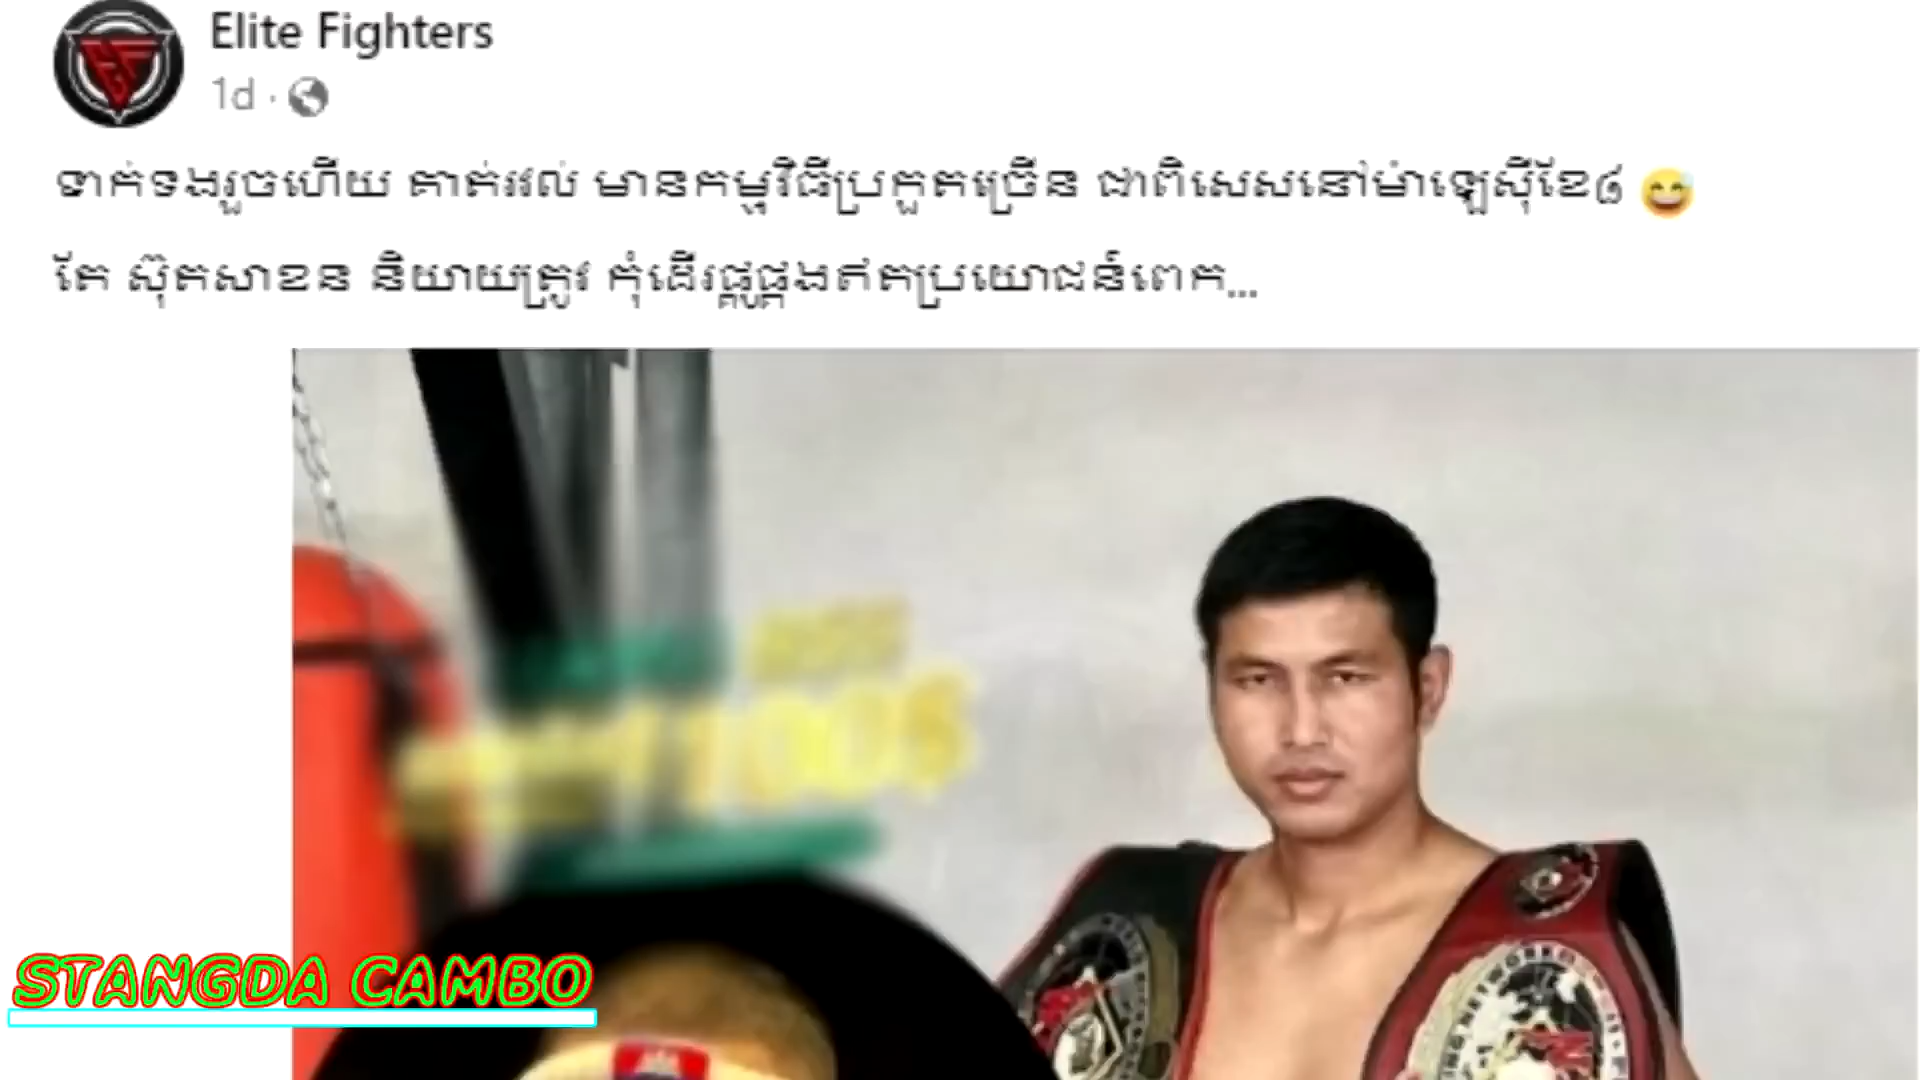 Elite Fighters
1d ·
ទាក់ទងរួចហើយ គាត់រវល់ មានកម្មវិធីប្រកួតច្រើន ជាពិសេសនៅម៉ាឡេស៊ីខែ៨ 😅
តែ ស៊ុតសាខន និយាយត្រូវ កុំដើរផ្គូផ្គងឥតប្រយោជន៍ពេក...
STANGDA CAMBO